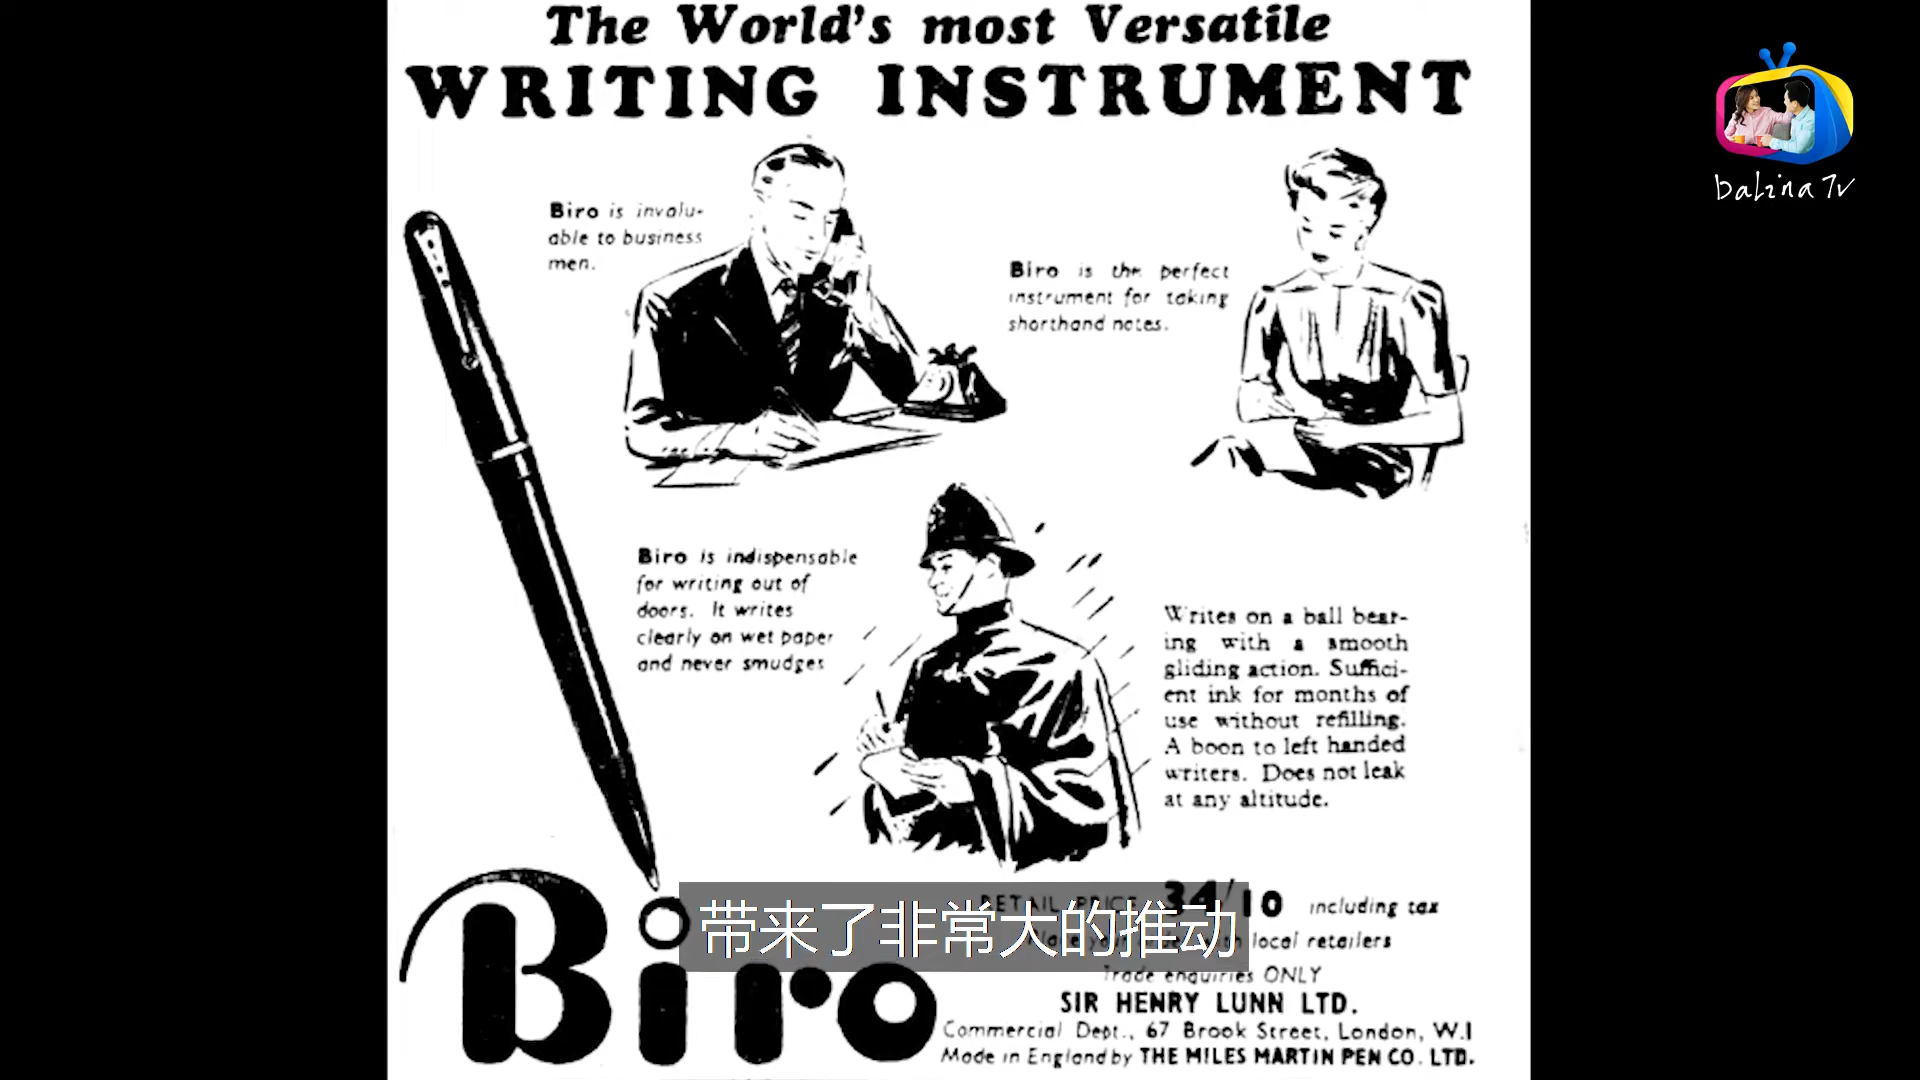 The World's most Versatile
WRITING INSTRUMENT
Biro is invalu-
able to business
men.
Biro is the perfect
instrument for taking
shorthand notes.
Biro is indispensable
for writing out of
doors. It writes
clearly on wet paper
and never smudges
Writes on a ball bear-
ing with a smooth
gliding action. Suffici-
ent ink for months of
use without refilling.
A boon to left handed
writers. Does not leak
at any altitude.
Biro
RETAIL PRICE 34/10 including tax
local retailers
Trade enquiries ONLY
SIR HENRY LUNN LTD.
Commercial Dept., 67 Brook Street, London, W.1
Made in England by THE MILES MARTIN PEN CO. LTD.
带来了非常大的推动
balina TV